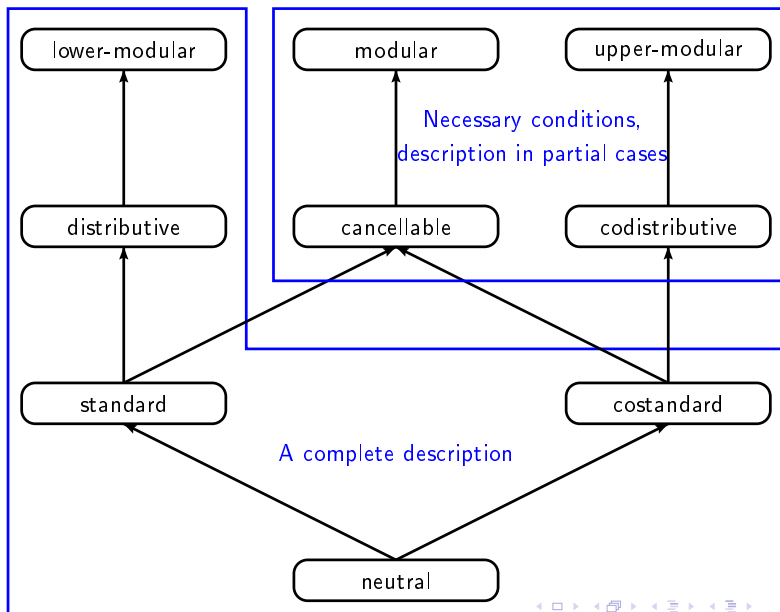 lower-modular
modular
upper-modular
Necessary conditions,
description in partial cases
distributive
cancellable
codistributive
standard
costandard
A complete description
neutral